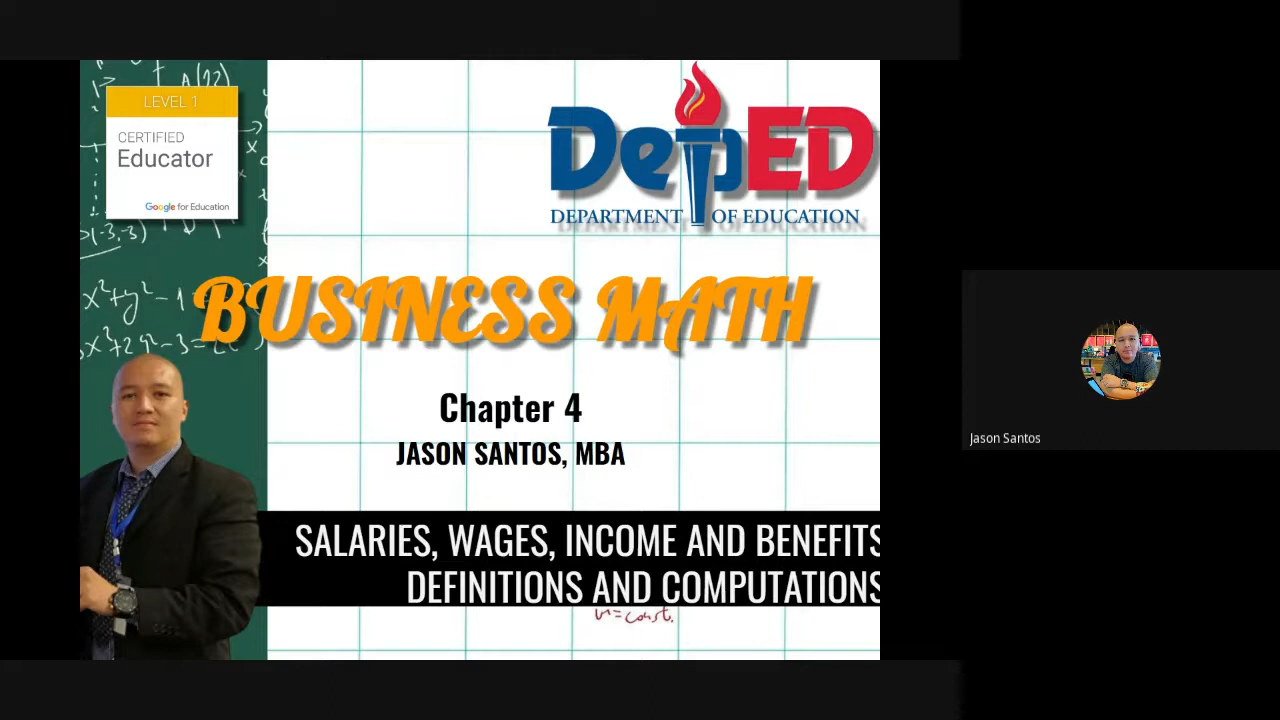 LEVEL 1
CERTIFIED
Educator
Google for Education
DepED
DEPARTMENT OF EDUCATION
BUSINESS MATH
Chapter 4
JASON SANTOS, MBA
SALARIES, WAGES, INCOME AND BENEFITS
DEFINITIONS AND COMPUTATIONS
Jason Santos